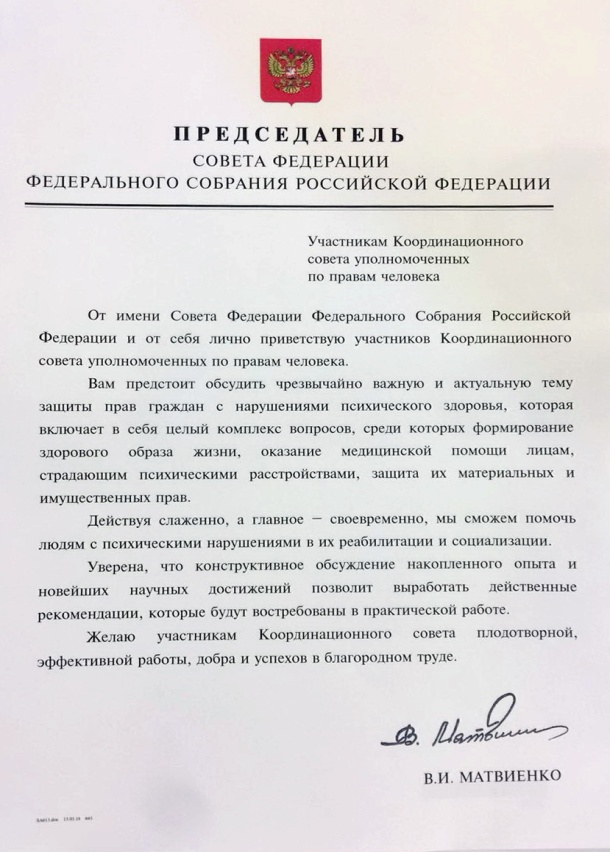 ПРЕДСЕДАТЕЛЬ
СОВЕТА ФЕДЕРАЦИИ
ФЕДЕРАЛЬНОГО СОБРАНИЯ РОССИЙСКОЙ ФЕДЕРАЦИИ
Участникам Координационного
совета уполномоченных
по правам человека
От имени Совета Федерации Федерального Собрания Российской
Федерации и от себя лично приветствую участников Координационного
совета уполномоченных по правам человека.
Вам предстоит обсудить чрезвычайно важную и актуальную тему
защиты прав граждан с нарушениями психического здоровья, которая
включает в себя целый комплекс вопросов, среди которых формирование
здорового образа жизни, оказание медицинской помощи лицам,
страдающим психическими расстройствами, защита их материальных и
имущественных прав.
Действуя слаженно, а главное – своевременно, мы сможем помочь
людям с психическими нарушениями в их реабилитации и социализации.
Уверена, что конструктивное обсуждение накопленного опыта и
новейших научных достижений позволит выработать действенные
рекомендации, которые будут востребованы в практической работе.
Желаю участникам Координационного совета плодотворной,
эффективной работы, добра и успехов в благородном труде.
В. Матвиенко
В.И. МАТВИЕНКО